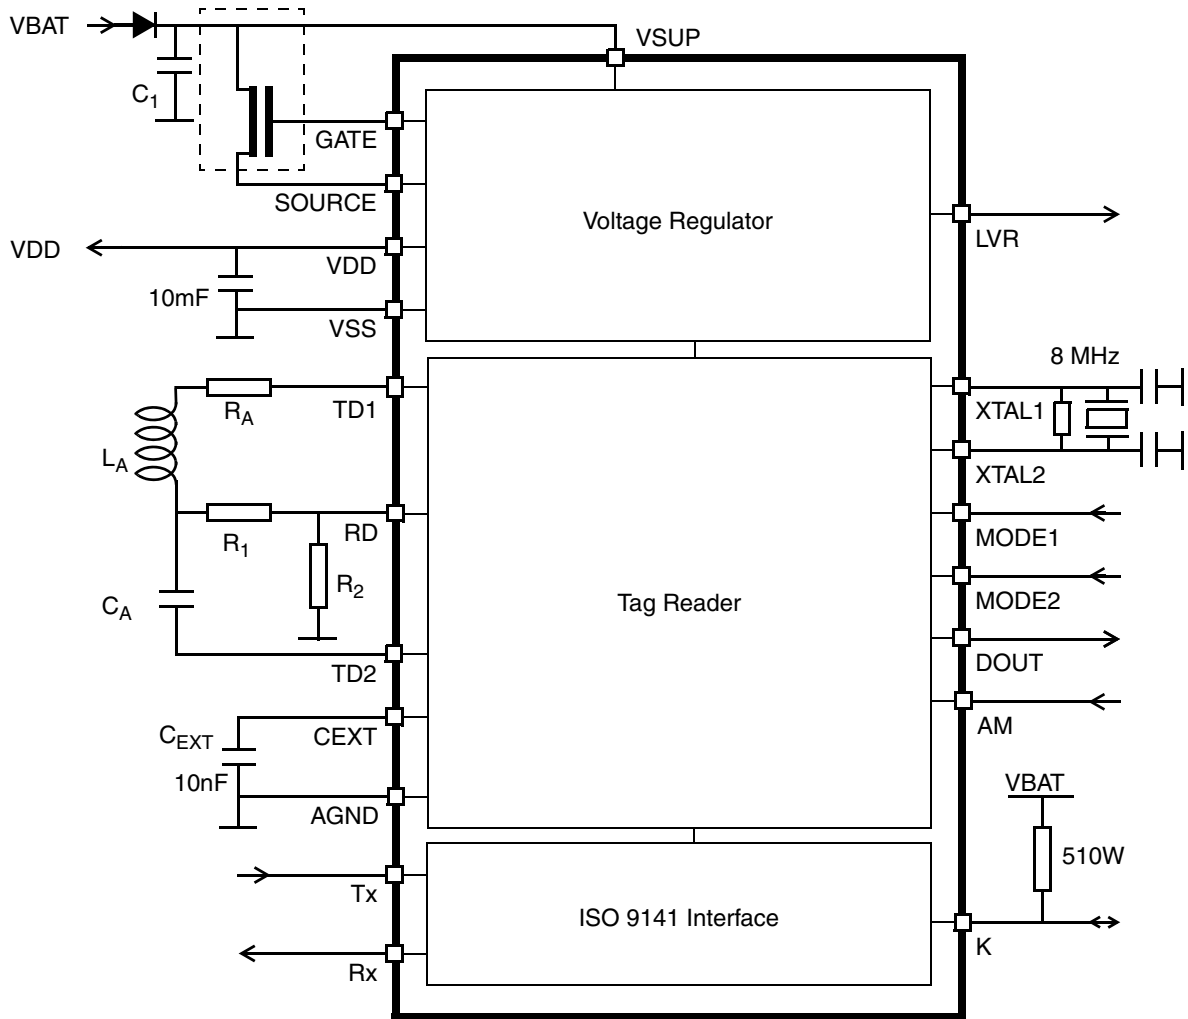 VBAT
VSUP
C1
GATE
SOURCE
Voltage Regulator
LVR
VDD
VDD
10mF
VSS
8 MHz
RA
TD1
XTAL1
LA
XTAL2
R1
RD
MODE1
R2
CA
Tag Reader
MODE2
TD2
DOUT
CEXT
CEXT
AM
10nF
AGND
VBAT
510W
Tx
ISO 9141 Interface
K
Rx